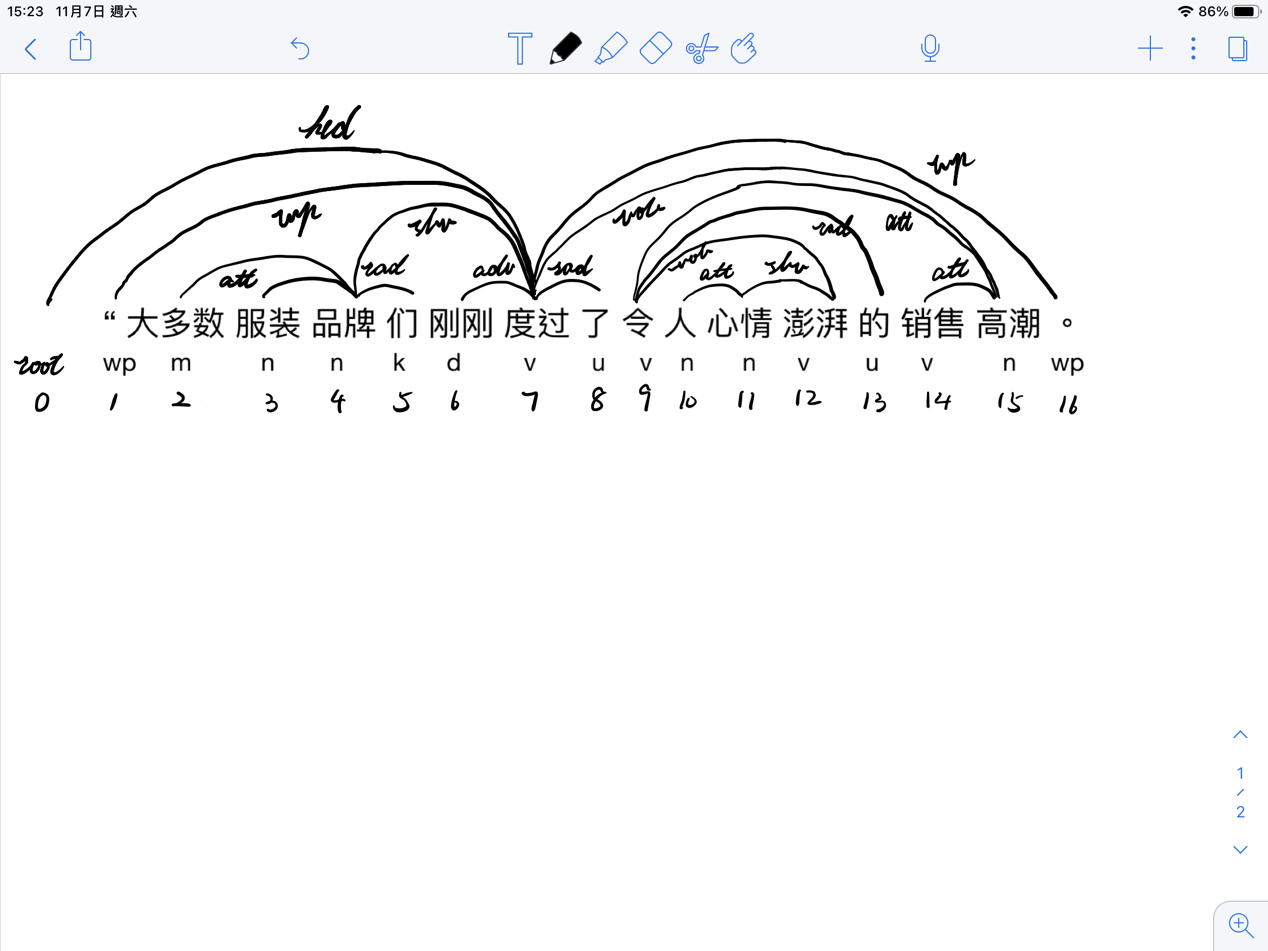 15:23 11月7日 週六 86%
T
hed
wp
wp sbv vob rad att
att rad adv sad vob att sbv att
“ 大多数 服装 品牌 们 刚刚 度过 了 令 人 心情 澎湃 的 销售 高潮 。
root wp m n n k d v u v n n v u v n wp
0 1 2 3 4 5 6 7 8 9 10 11 12 13 14 15 16
1
/
2